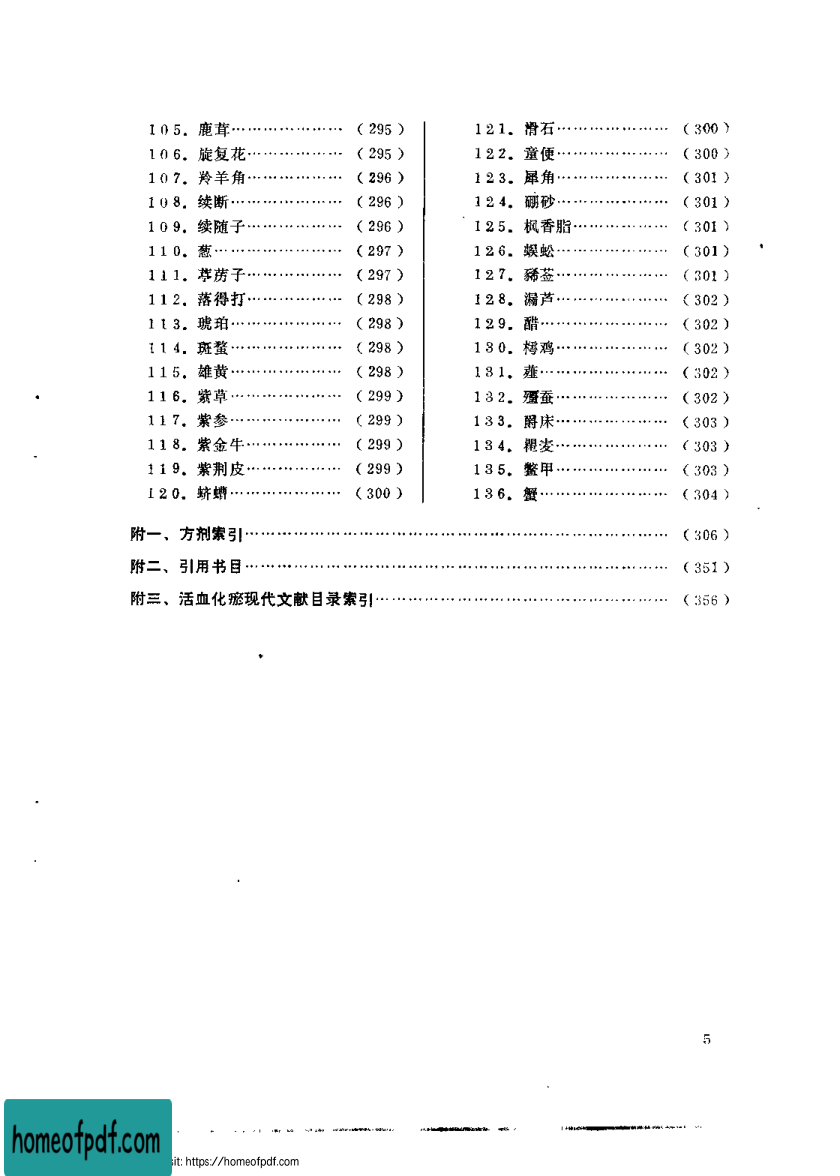 105. 鹿茸…………………（295）
106. 旋复花………………（295）
107. 羚羊角………………（296）
108. 续断…………………（296）
109. 续随子………………（296）
110. 葱……………………（297）
111. 葶苈子………………（297）
112. 落得打………………（298）
113. 琥珀…………………（298）
114. 斑蝥…………………（298）
115. 雄黄…………………（298）
116. 紫草…………………（299）
117. 紫参…………………（299）
118. 紫金牛………………（299）
119. 紫荆皮………………（299）
120. 蛴螬…………………（300）
121. 滑石…………………（300）
122. 童便…………………（300）
123. 犀角…………………（301）
124. 硼砂…………………（301）
125. 枫香脂………………（301）
126. 蜈蚣…………………（301）
127. 豨莶…………………（301）
128. 漏芦…………………（302）
129. 醋……………………（302）
130. 樗鸡…………………（302）
131. 薤……………………（302）
132. 殭蚕…………………（302）
133. 爵床…………………（303）
134. 瞿麦…………………（303）
135. 鳖甲…………………（303）
136. 蟹……………………（304）
附一、方剂索引……………………………………（306）
附二、引用书目……………………………………（351）
附三、活血化瘀现代文献目录索引………………（356）
5
homeofpdf.com
sit: https://homeofpdf.com